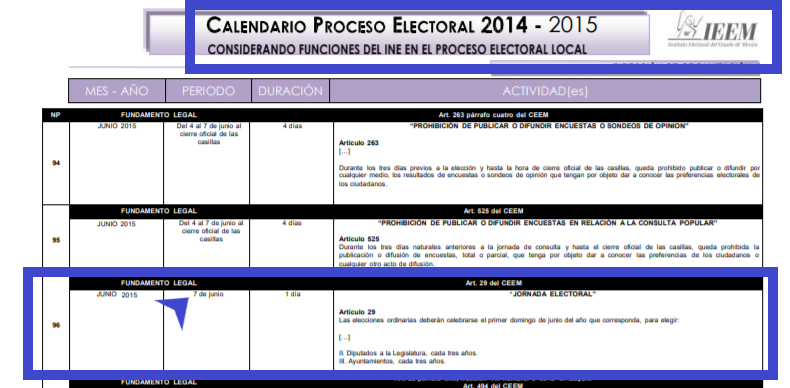 CALENDARIO PROCESO ELECTORAL 2014 - 2015
CONSIDERANDO FUNCIONES DEL INE EN EL PROCESO ELECTORAL LOCAL
IEEM
Instituto Electoral del Estado de México
MES – AÑO PERIODO DURACIÓN ACTIVIDAD(es)
NP FUNDAMENTO LEGAL Art. 263 párrafo cuatro del CEEM
94
JUNIO 2015
Del 4 al 7 de junio al
cierre oficial de las
casillas
4 días
"PROHIBICIÓN DE PUBLICAR O DIFUNDIR ENCUESTAS O SONDEOS DE OPINIÓN"
Artículo 263
[...]
Durante los tres días previos a la elección y hasta la hora de cierre oficial de las casillas, queda prohibido publicar o difundir por
cualquier medio, los resultados de encuestas o sondeos de opinión que tengan por objeto dar a conocer las preferencias electorales de
los ciudadanos.
FUNDAMENTO LEGAL Art. 525 del CEEM
95
JUNIO 2015
Del 4 al 7 de junio al
cierre oficial de las
casillas
4 días
"PROHIBICIÓN DE PUBLICAR O DIFUNDIR ENCUESTAS EN RELACIÓN A LA CONSULTA POPULAR"
Artículo 525
Durante los tres días naturales anteriores a la jornada de consulta y hasta el cierre oficial de las casillas, queda prohibida la
publicación o difusión de encuestas, total o parcial, que tenga por objeto dar a conocer las preferencias de los ciudadanos o
cualquier otro acto de difusión.
FUNDAMENTO LEGAL Art. 29 del CEEM
96
JUNIO 2015
7 de junio
1 día
"JORNADA ELECTORAL"
Artículo 29
Las elecciones ordinarias deberán celebrarse el primer domingo de junio del año que corresponda, para elegir:
[...]
II. Diputados a la Legislatura, cada tres años.
III. Ayuntamientos, cada tres años.
FUNDAMENTO LEGAL
Art. 494 del CEEM